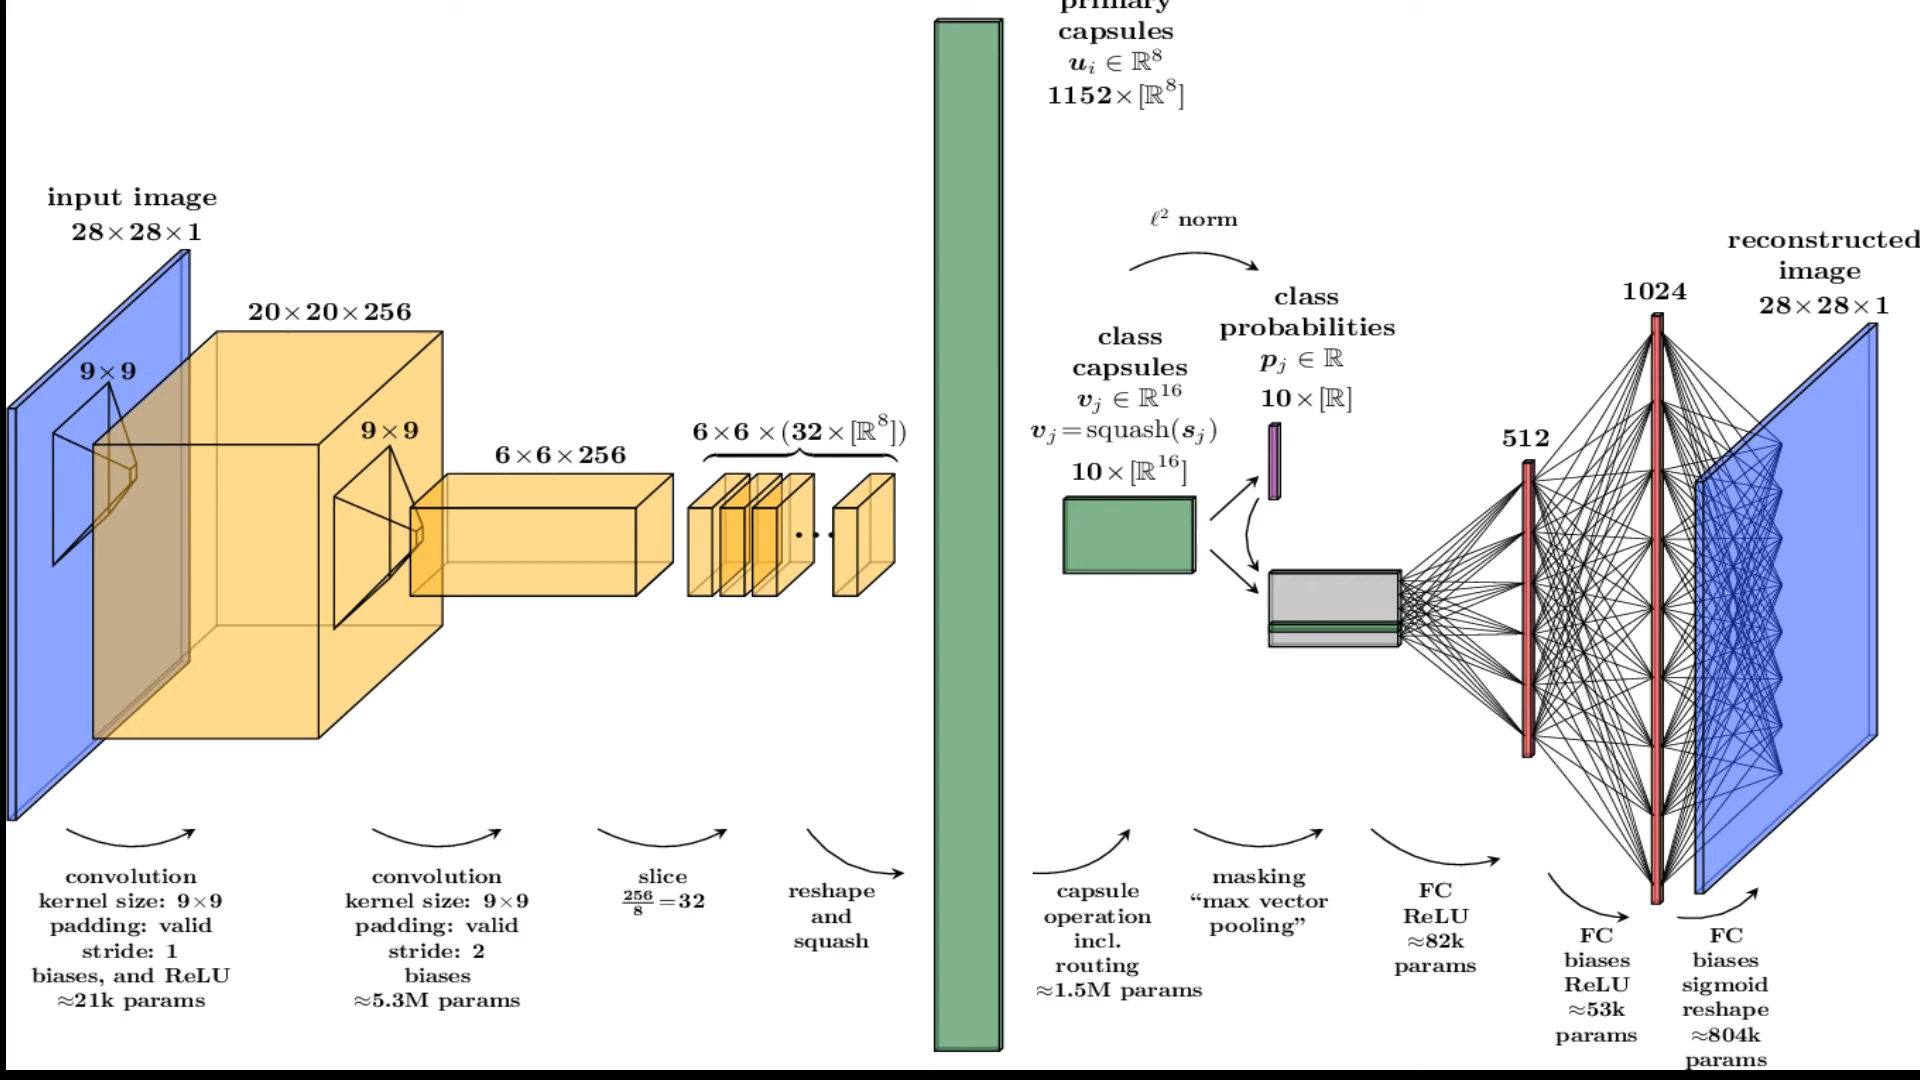 primary
capsules
u_i ∈ ℝ^8
1152×[ℝ^8]
input image
28×28×1
9×9
20×20×256
9×9
6×6×256
6×6×(32×[ℝ^8])
ℓ² norm
class
capsules
v_j ∈ ℝ^16
v_j=squash(s_j)
10×[ℝ^16]
class
probabilities
p_j ∈ ℝ
10×[ℝ]
512
1024
reconstructed
image
28×28×1
convolution
kernel size: 9×9
padding: valid
stride: 1
biases, and ReLU
≈21k params
convolution
kernel size: 9×9
padding: valid
stride: 2
biases
≈5.3M params
slice
256/8=32
reshape
and
squash
capsule
operation
incl.
routing
≈1.5M params
masking
“max vector
pooling”
FC
ReLU
≈82k
params
FC
biases
ReLU
≈53k
params
FC
biases
sigmoid
reshape
≈804k
params